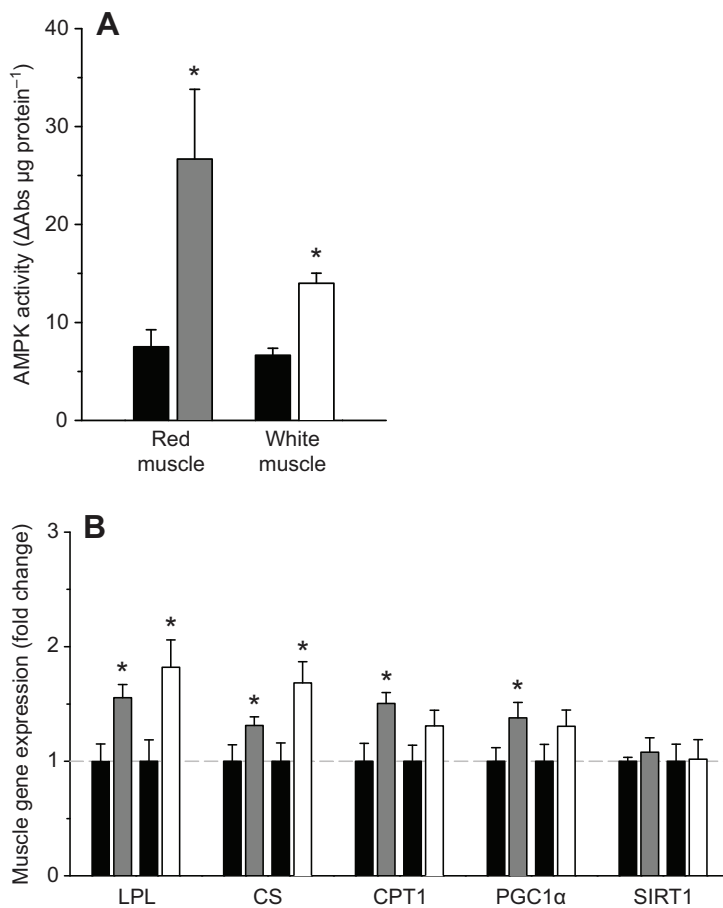 A
AMPK activity (ΔAbs µg protein⁻¹)
40
30
20
10
0
*
*
Red
muscle
White
muscle
B
Muscle gene expression (fold change)
3
2
1
0
*
*
*
*
*
*
LPL
CS
CPT1
PGC1α
SIRT1